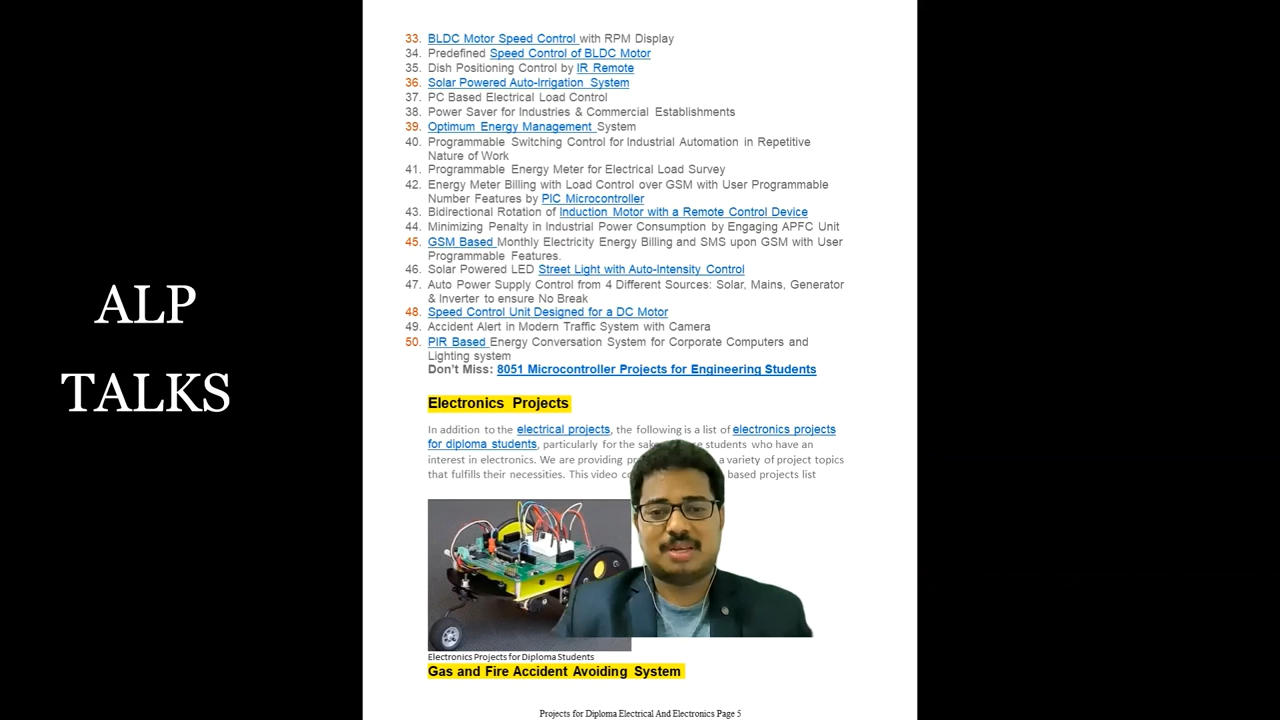 ALP
TALKS
33. BLDC Motor Speed Control with RPM Display
34. Predefined Speed Control of BLDC Motor
35. Dish Positioning Control by IR Remote
36. Solar Powered Auto-Irrigation System
37. PC Based Electrical Load Control
38. Power Saver for Industries & Commercial Establishments
39. Optimum Energy Management System
40. Programmable Switching Control for Industrial Automation in Repetitive
Nature of Work
41. Programmable Energy Meter for Electrical Load Survey
42. Energy Meter Billing with Load Control over GSM with User Programmable
Number Features by PIC Microcontroller
43. Bidirectional Rotation of Induction Motor with a Remote Control Device
44. Minimizing Penalty in Industrial Power Consumption by Engaging APFC Unit
45. GSM Based Monthly Electricity Energy Billing and SMS upon GSM with User
Programmable Features.
46. Solar Powered LED Street Light with Auto-Intensity Control
47. Auto Power Supply Control from 4 Different Sources: Solar, Mains, Generator
& Inverter to ensure No Break
48. Speed Control Unit Designed for a DC Motor
49. Accident Alert in Modern Traffic System with Camera
50. PIR Based Energy Conversation System for Corporate Computers and
Lighting system
Don't Miss: 8051 Microcontroller Projects for Engineering Students
Electronics Projects
In addition to the electrical projects, the following is a list of electronics projects
for diploma students, particularly for the students who have an
interest in electronics. We are providing a variety of project topics
that fulfills their necessities. This video based projects list
Electronics Projects for Diploma Students
Gas and Fire Accident Avoiding System
Projects for Diploma Electrical And Electronics Page 5